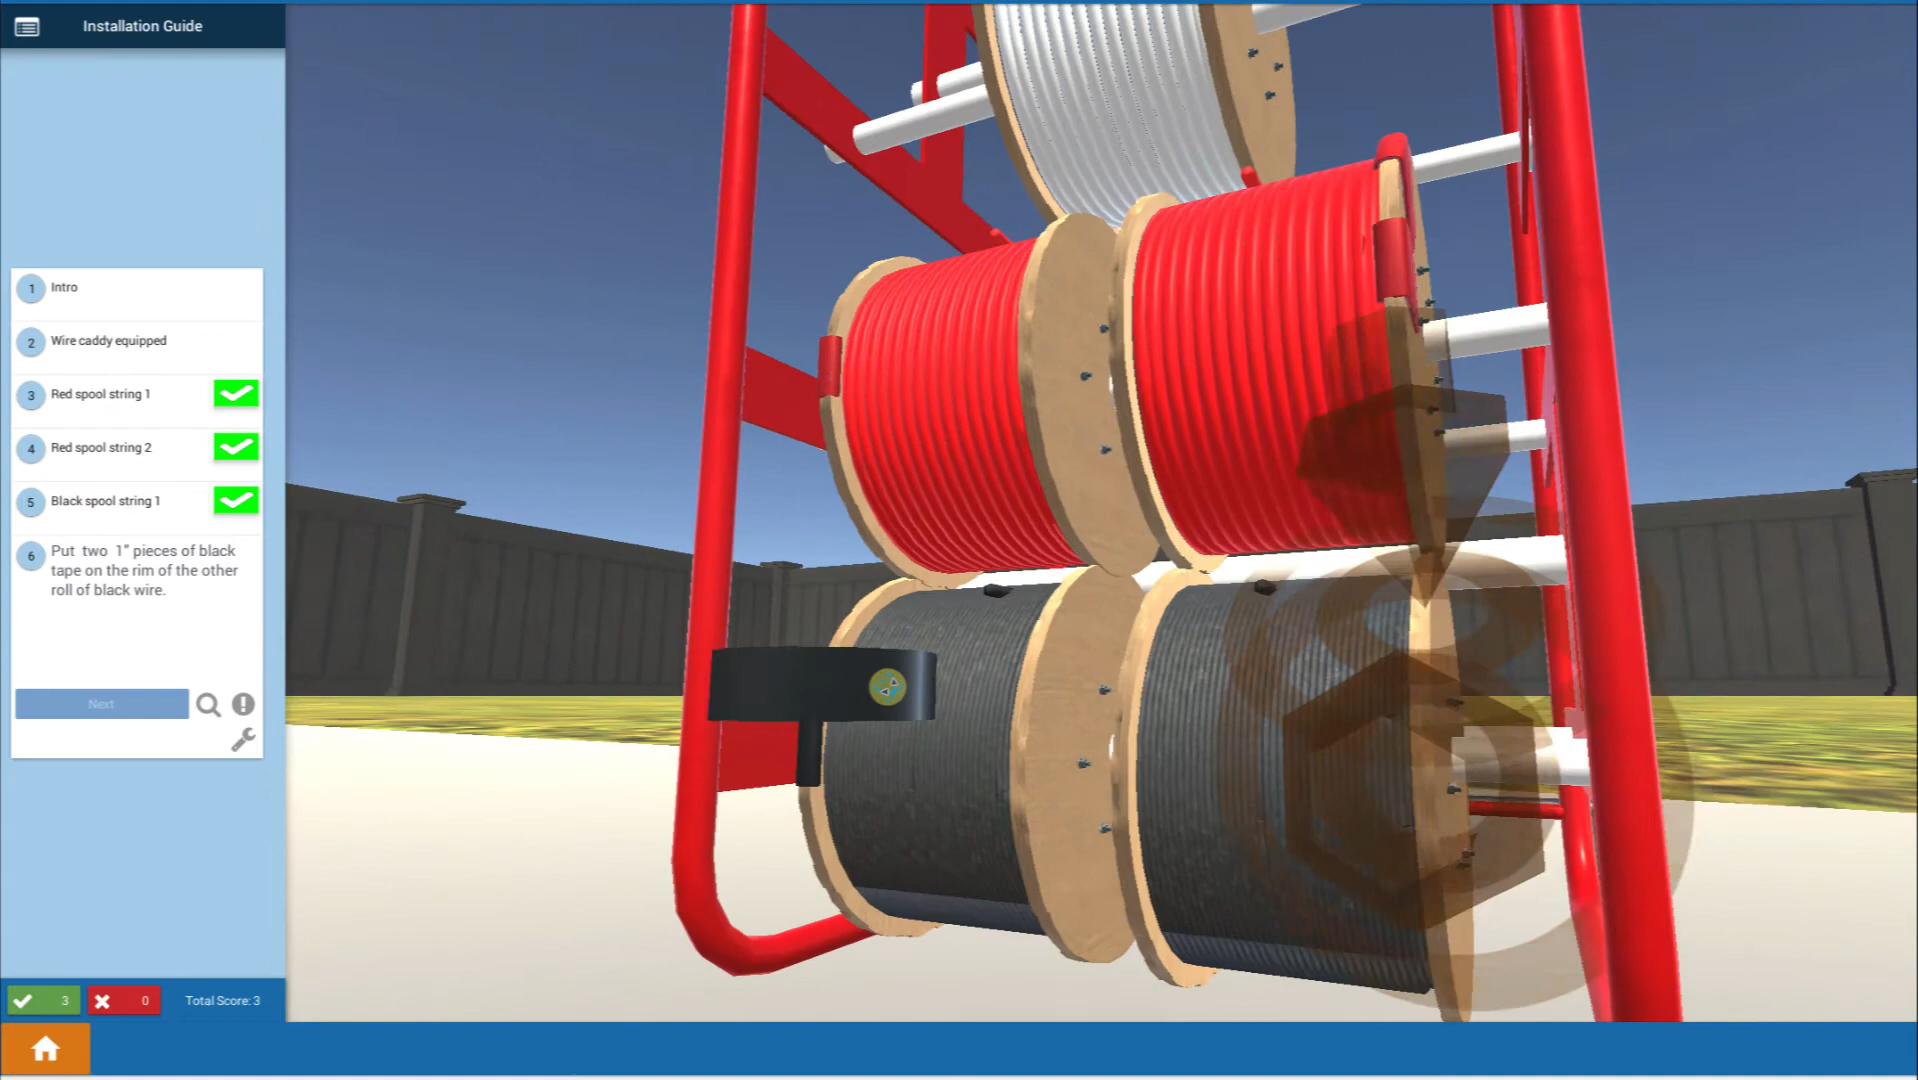 Installation Guide
1 Intro
2 Wire caddy equipped
3 Red spool string 1
4 Red spool string 2
5 Black spool string 1
6 Put two 1" pieces of black
tape on the rim of the other
roll of black wire.
Next
3 0 Total Score: 3